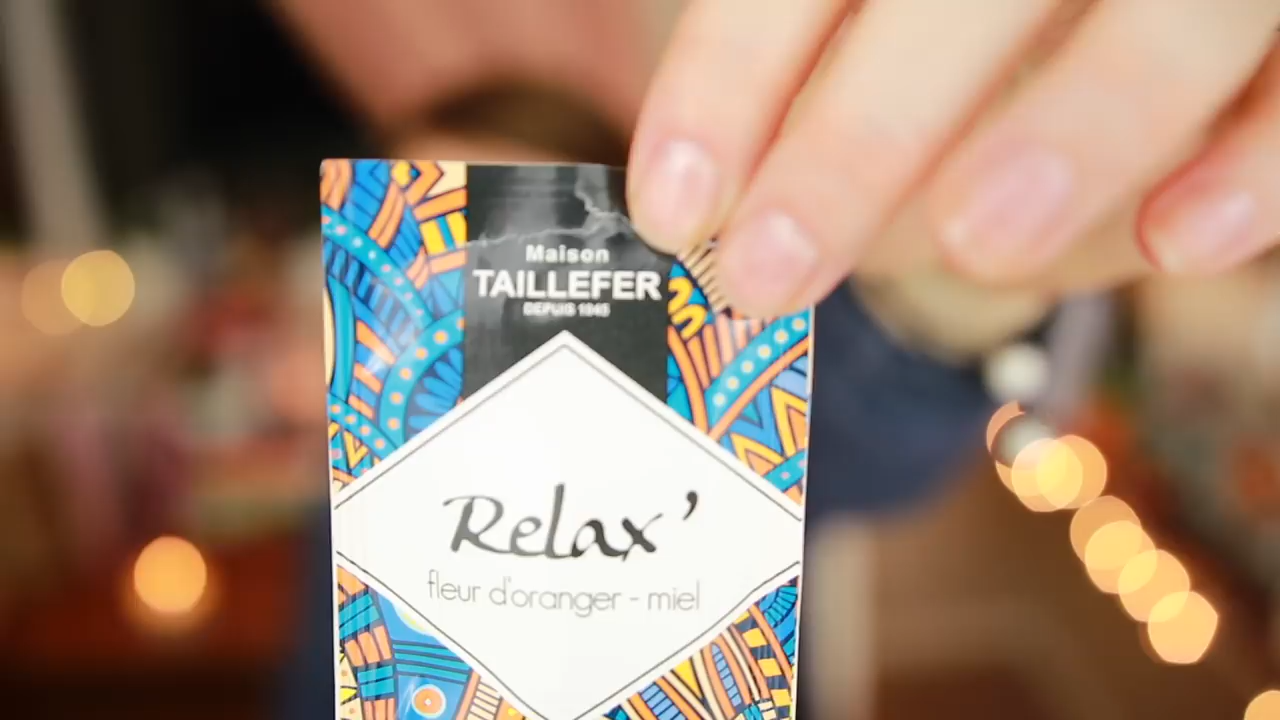 Maison
TAILLEFER
DEPUIS 1945
Relax'
fleur d'oranger - miel